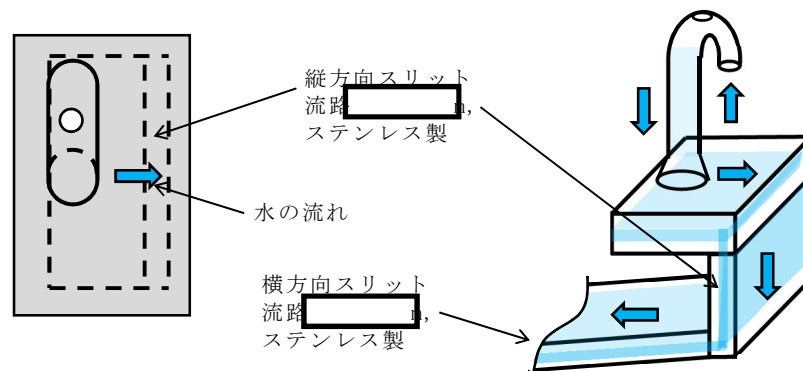 縦方向スリット
流路 n,
ステンレス製
水の流れ
横方向スリット
流路 n,
ステンレス製